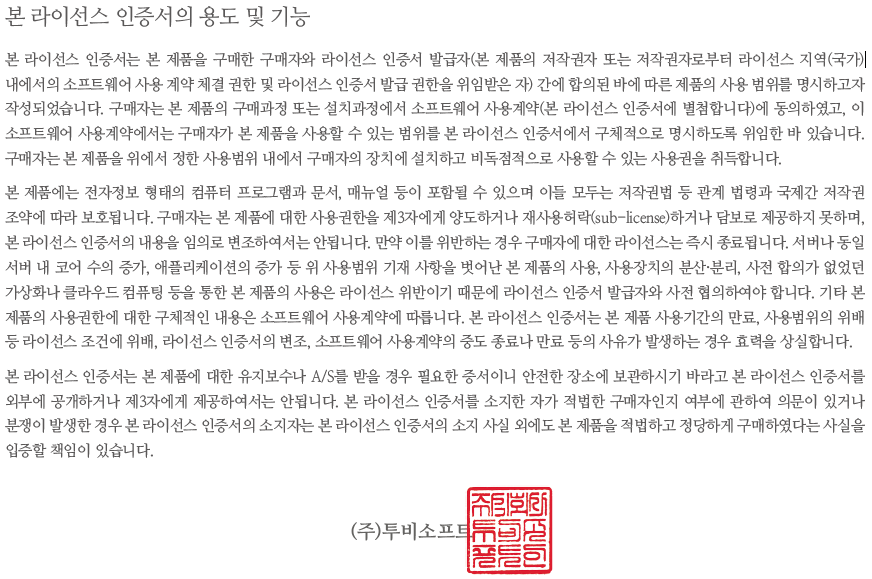 본 라이선스 인증서의 용도 및 기능
본 라이선스 인증서는 본 제품을 구매한 구매자와 라이선스 인증서 발급자(본 제품의 저작권자 또는 저작권자로부터 라이선스 지역(국가)
내에서의 소프트웨어 사용 계약 체결 권한 및 라이선스 인증서 발급 권한을 위임받은 자) 간에 합의된 바에 따른 제품의 사용 범위를 명시하고자
작성되었습니다. 구매자는 본 제품의 구매과정 또는 설치과정에서 소프트웨어 사용계약(본 라이선스 인증서에 별첨합니다)에 동의하였고, 이
소프트웨어 사용계약에서는 구매자가 본 제품을 사용할 수 있는 범위를 본 라이선스 인증서에서 구체적으로 명시하도록 위임한 바 있습니다.
구매자는 본 제품을 위에서 정한 사용범위 내에서 구매자의 장치에 설치하고 비독점적으로 사용할 수 있는 사용권을 취득합니다.
본 제품에는 전자정보 형태의 컴퓨터 프로그램과 문서, 매뉴얼 등이 포함될 수 있으며 이들 모두는 저작권법 등 관계 법령과 국제간 저작권
조약에 따라 보호됩니다. 구매자는 본 제품에 대한 사용권한을 제3자에게 양도하거나 재사용허락(sub-license)하거나 담보로 제공하지 못하며,
본 라이선스 인증서의 내용을 임의로 변조하여서는 안됩니다. 만약 이를 위반하는 경우 구매자에 대한 라이선스는 즉시 종료됩니다. 서버나 동일
서버 내 코어 수의 증가, 애플리케이션의 증가 등 위 사용범위 기재 사항을 벗어난 본 제품의 사용, 사용장치의 분산·분리, 사전 합의가 없었던
가상화나 클라우드 컴퓨팅 등을 통한 본 제품의 사용은 라이선스 위반이기 때문에 라이선스 인증서 발급자와 사전 협의하여야 합니다. 기타 본
제품의 사용권한에 대한 구체적인 내용은 소프트웨어 사용계약에 따릅니다. 본 라이선스 인증서는 본 제품 사용기간의 만료, 사용범위의 위배
등 라이선스 조건에 위배, 라이선스 인증서의 변조, 소프트웨어 사용계약의 중도 종료나 만료 등의 사유가 발생하는 경우 효력을 상실합니다.
본 라이선스 인증서는 본 제품에 대한 유지보수나 A/S를 받을 경우 필요한 증서이니 안전한 장소에 보관하시기 바라고 본 라이선스 인증서를
외부에 공개하거나 제3자에게 제공하여서는 안됩니다. 본 라이선스 인증서를 소지한 자가 적법한 구매자인지 여부에 관하여 의문이 있거나
분쟁이 발생한 경우 본 라이선스 인증서의 소지자는 본 라이선스 인증서의 소지 사실 외에도 본 제품을 적법하고 정당하게 구매하였다는 사실을
입증할 책임이 있습니다.
(주)투비소프트